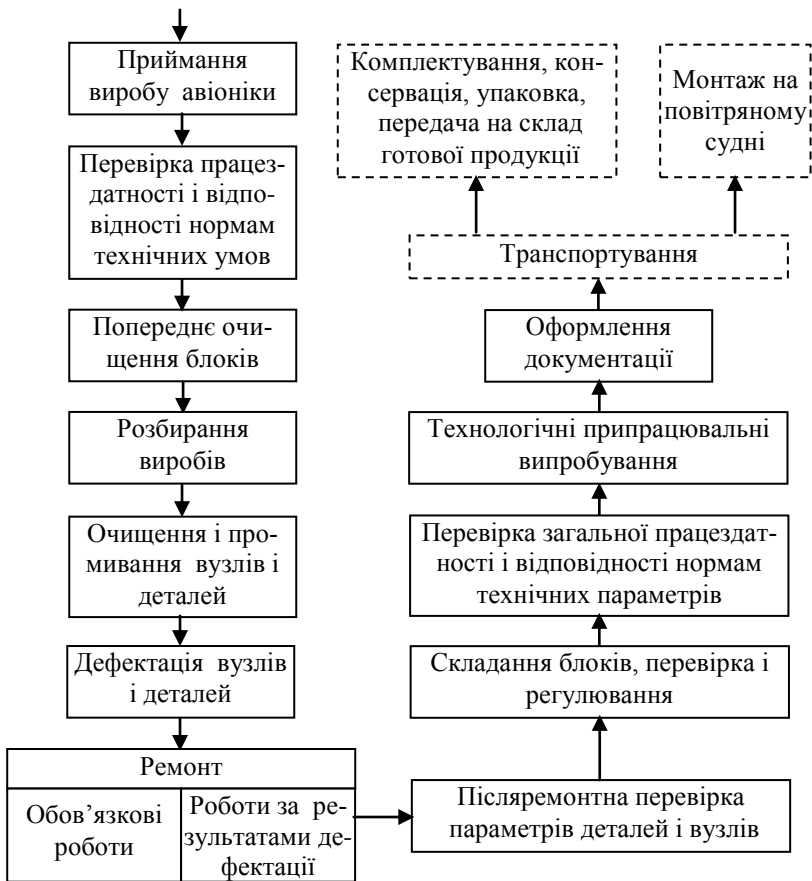 Приймання
виробу авіоніки
Перевірка працез-
датності і відпо-
відності нормам
технічних умов
Попереднє очи-
щення блоків
Розбирання
виробів
Очищення і про-
мивання вузлів і
деталей
Дефектація вузлів
і деталей
Ремонт
Обов’язкові
роботи
Роботи за ре-
зультатами де-
фектації
Післяремонтна перевірка
параметрів деталей і вузлів
Складання блоків, перевірка і
регулювання
Перевірка загальної працездат-
ності і відповідності нормам
технічних параметрів
Технологічні припрацювальні
випробування
Оформлення
документації
Транспортування
Комплектування, кон-
сервація, упаковка,
передача на склад
готової продукції
Монтаж на
повітряному
судні